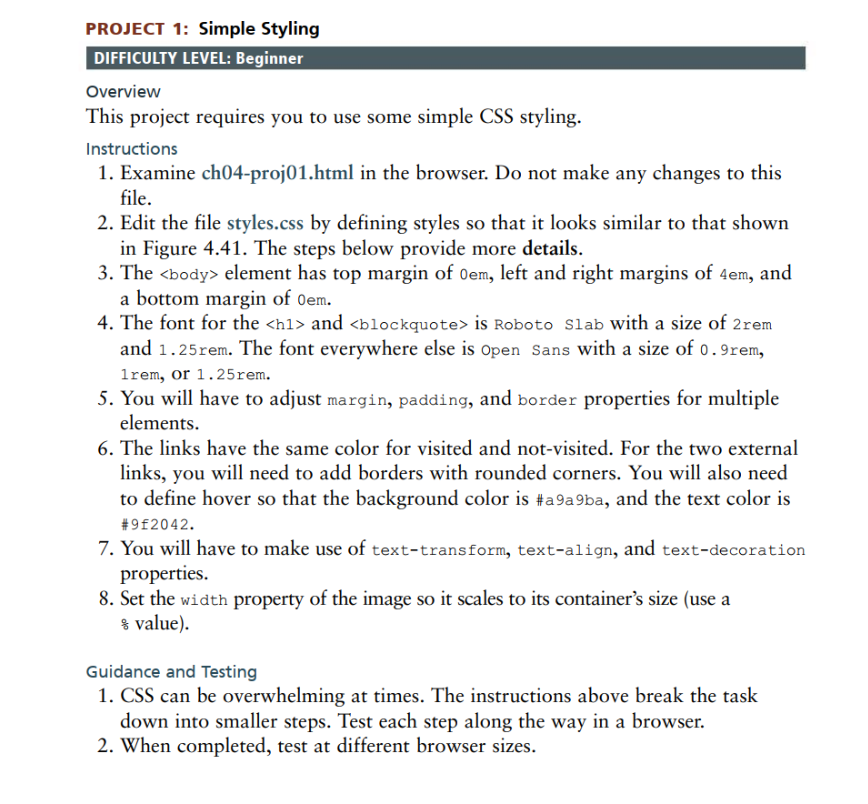 PROJECT 1: Simple Styling
DIFFICULTY LEVEL: Beginner
Overview
This project requires you to use some simple CSS styling.
Instructions
1. Examine ch04-proj01.html in the browser. Do not make any changes to this
file.
2. Edit the file styles.css by defining styles so that it looks similar to that shown
in Figure 4.41. The steps below provide more details.
3. The <body> element has top margin of 0em, left and right margins of 4em, and
a bottom margin of 0em.
4. The font for the <h1> and <blockquote> is Roboto Slab with a size of 2rem
and 1.25rem. The font everywhere else is Open Sans with a size of 0.9rem,
1rem, or 1.25rem.
5. You will have to adjust margin, padding, and border properties for multiple
elements.
6. The links have the same color for visited and not-visited. For the two external
links, you will need to add borders with rounded corners. You will also need
to define hover so that the background color is #a9a9ba, and the text color is
#9f2042.
7. You will have to make use of text-transform, text-align, and text-decoration
properties.
8. Set the width property of the image so it scales to its container's size (use a
% value).
Guidance and Testing
1. CSS can be overwhelming at times. The instructions above break the task
down into smaller steps. Test each step along the way in a browser.
2. When completed, test at different browser sizes.